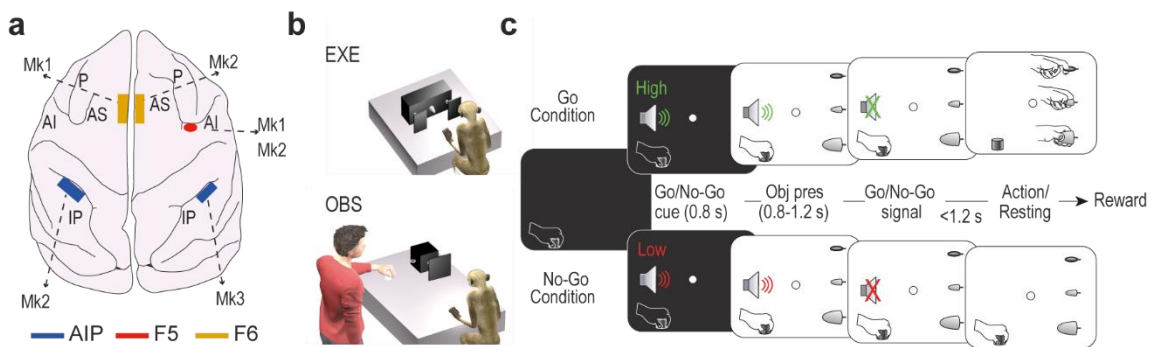 a
Mk1
Mk2
P
P
AS
AS
AI
AI
Mk1
Mk2
IP
IP
Mk2
Mk3
AIP
F5
F6
b
EXE
OBS
c
Go
Condition
High
Go/No-Go
cue (0.8 s)
Obj pres
(0.8-1.2 s)
Go/No-Go
signal
<1.2 s
Action/
Resting
Reward
No-Go
Condition
Low